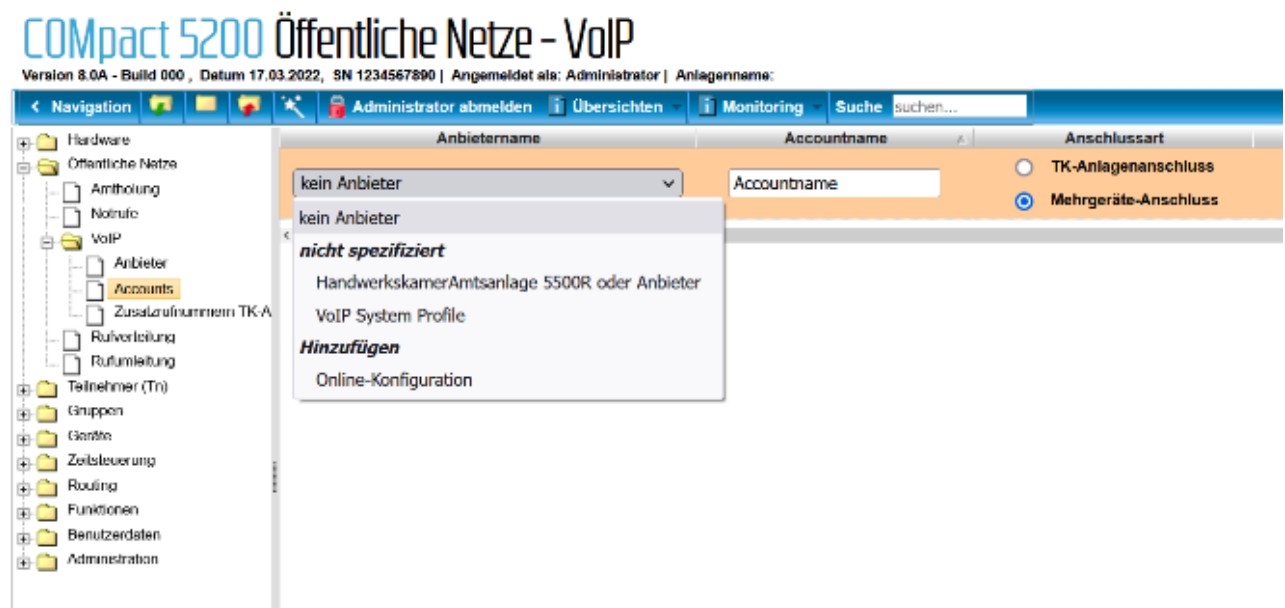 COMpact 5200 Öffentliche Netze - VoIP
Version 8.0A - Build 000 , Datum 17.03.2022, SN 1234567890 | Angemeldet als: Administrator | Anlagenname:
< Navigation Administrator abmelden Übersichten Monitoring Suche suchen...
Anbietername Accountname Anschlussart
kein Anbieter Accountname TK-Anlagenanschluss
Mehrgeräte-Anschluss
kein Anbieter
nicht spezifiziert
HandwerkskamerAmtsanlage 5500R oder Anbieter
VoIP System Profile
Hinzufügen
Online-Konfiguration
Hardware
Öffentliche Netze
Amtholung
Notrufe
VoIP
Anbieter
Accounts
Zusatzrufnummern TK-A
Rufverteilung
Rufumleitung
Teilnehmer (Tn)
Gruppen
Geräte
Zeitsteuerung
Routing
Funktionen
Benutzerdaten
Administration